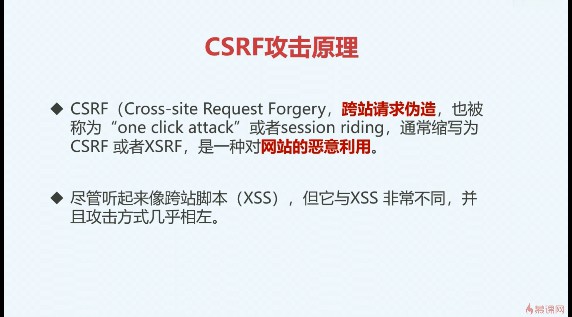 CSRF攻击原理
◆ CSRF（Cross-site Request Forgery，跨站请求伪造，也被
称为“one click attack”或者session riding，通常缩写为
CSRF 或者XSRF，是一种对网站的恶意利用。
◆ 尽管听起来像跨站脚本（XSS），但它与XSS 非常不同，并
且攻击方式几乎相左。
慕课网